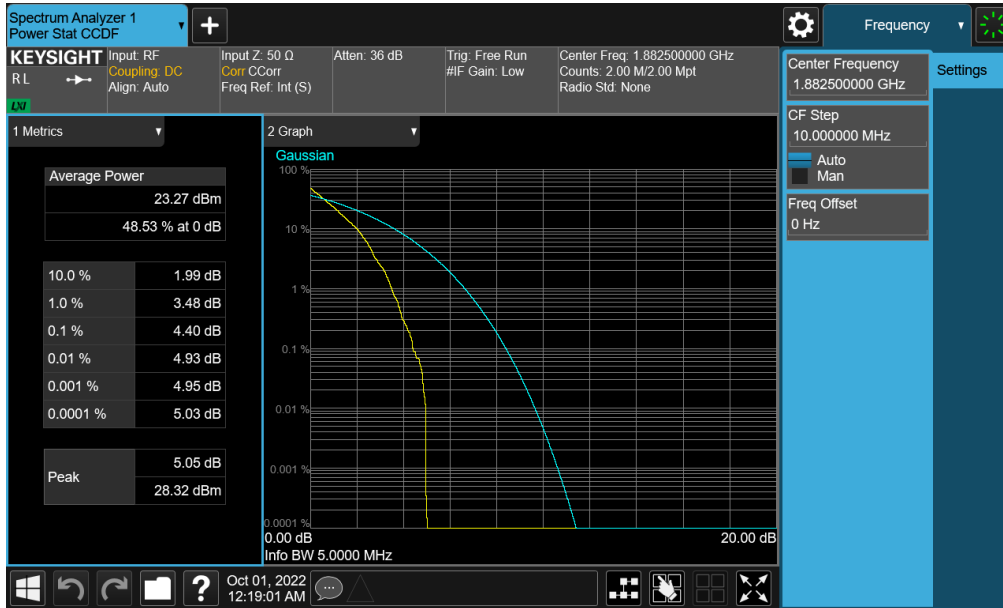 Spectrum Analyzer 1
Power Stat CCDF
Frequency
KEYSIGHT
R L
LXI
Input: RF
Coupling: DC
Align: Auto
Input Z: 50 Ω
Corr CCorr
Freq Ref: Int (S)
Atten: 36 dB
Trig: Free Run
#IF Gain: Low
Center Freq: 1.882500000 GHz
Counts: 2.00 M/2.00 Mpt
Radio Std: None
Center Frequency
1.882500000 GHz
Settings
CF Step
10.000000 MHz
Auto
Man
Freq Offset
0 Hz
1 Metrics
Average Power
23.27 dBm
48.53 % at 0 dB
10.0 % 1.99 dB
1.0 % 3.48 dB
0.1 % 4.40 dB
0.01 % 4.93 dB
0.001 % 4.95 dB
0.0001 % 5.03 dB
Peak
5.05 dB
28.32 dBm
2 Graph
Gaussian
100 %
10 %
1 %
0.1 %
0.01 %
0.001 %
0.0001 %
0.00 dB 20.00 dB
Info BW 5.0000 MHz
?
Oct 01, 2022
12:19:01 AM